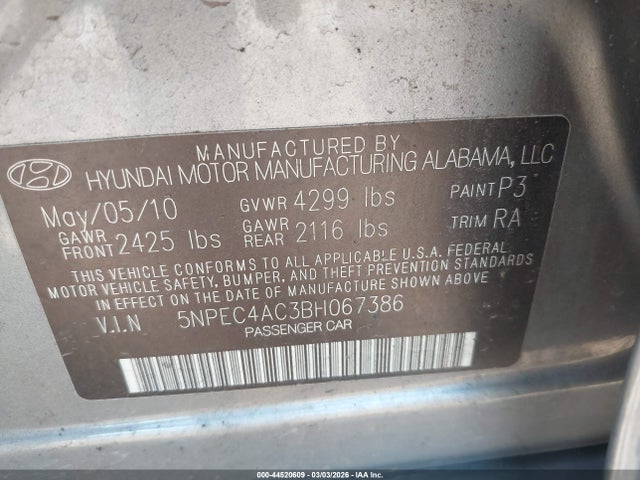 MANUFACTURED BY
HYUNDAI MOTOR MANUFACTURING ALABAMA, LLC
May/05/10 GVWR 4299 lbs PAINT P3
GAWR FRONT 2425 lbs GAWR REAR 2116 lbs TRIM RA
THIS VEHICLE CONFORMS TO ALL APPLICABLE U.S.A. FEDERAL
MOTOR VEHICLE SAFETY, BUMPER, AND THEFT PREVENTION STANDARDS
IN EFFECT ON THE DATE OF MANUFACTURE SHOWN ABOVE.
V.I.N 5NPEC4AC3BH067386
PASSENGER CAR
000-44520609 | 03/03/2026 - IAA Corp.